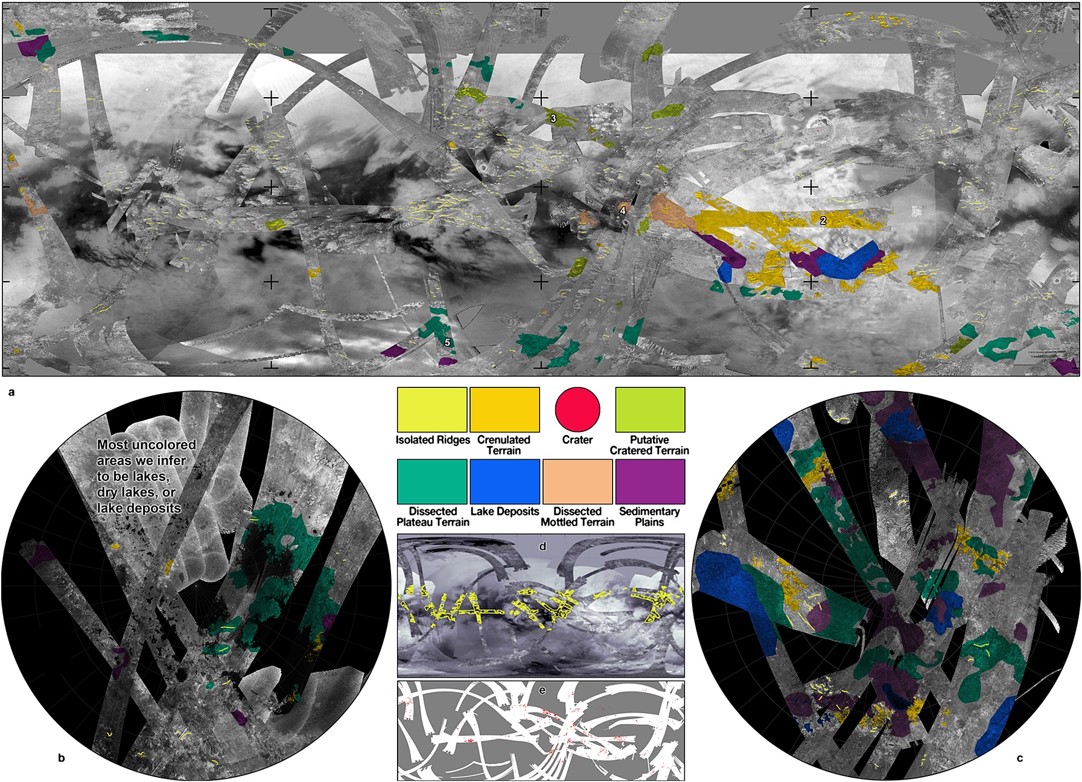 2
3
4
5
a
Most uncolored
areas we infer
to be lakes,
dry lakes, or
lake deposits
b
Isolated Ridges
Crenulated
Terrain
Crater
Putative
Cratered Terrain
Dissected
Plateau Terrain
Lake Deposits
Dissected
Mottled Terrain
Sedimentary
Plains
d
e
c